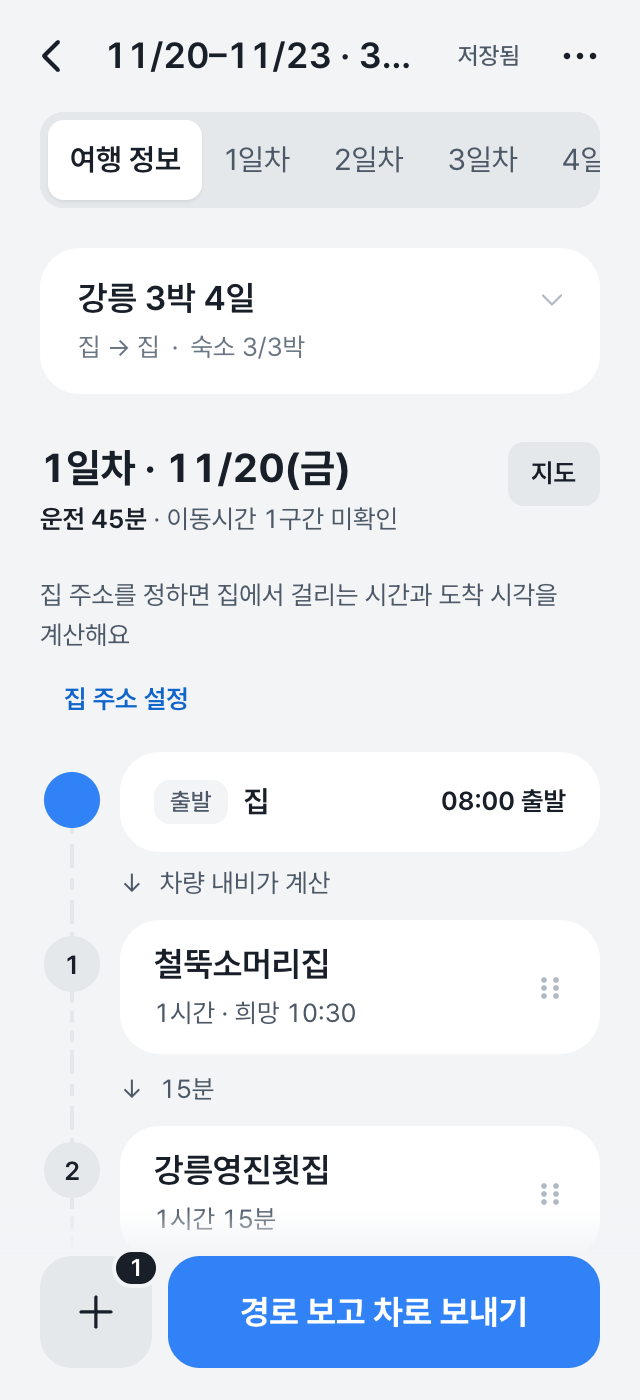 11/20–11/23 · 3...
저장됨
여행 정보
1일차
2일차
3일차
4일
강릉 3박 4일
집 → 집 · 숙소 3/3박
1일차 · 11/20(금)
지도
운전 45분 · 이동시간 1구간 미확인
집 주소를 정하면 집에서 걸리는 시간과 도착 시각을
계산해요
집 주소 설정
출발 집
08:00 출발
↓ 차량 내비가 계산
1
철뚝소머리집
1시간 · 희망 10:30
↓ 15분
2
강릉영진횟집
1시간 15분
1
경로 보고 차로 보내기